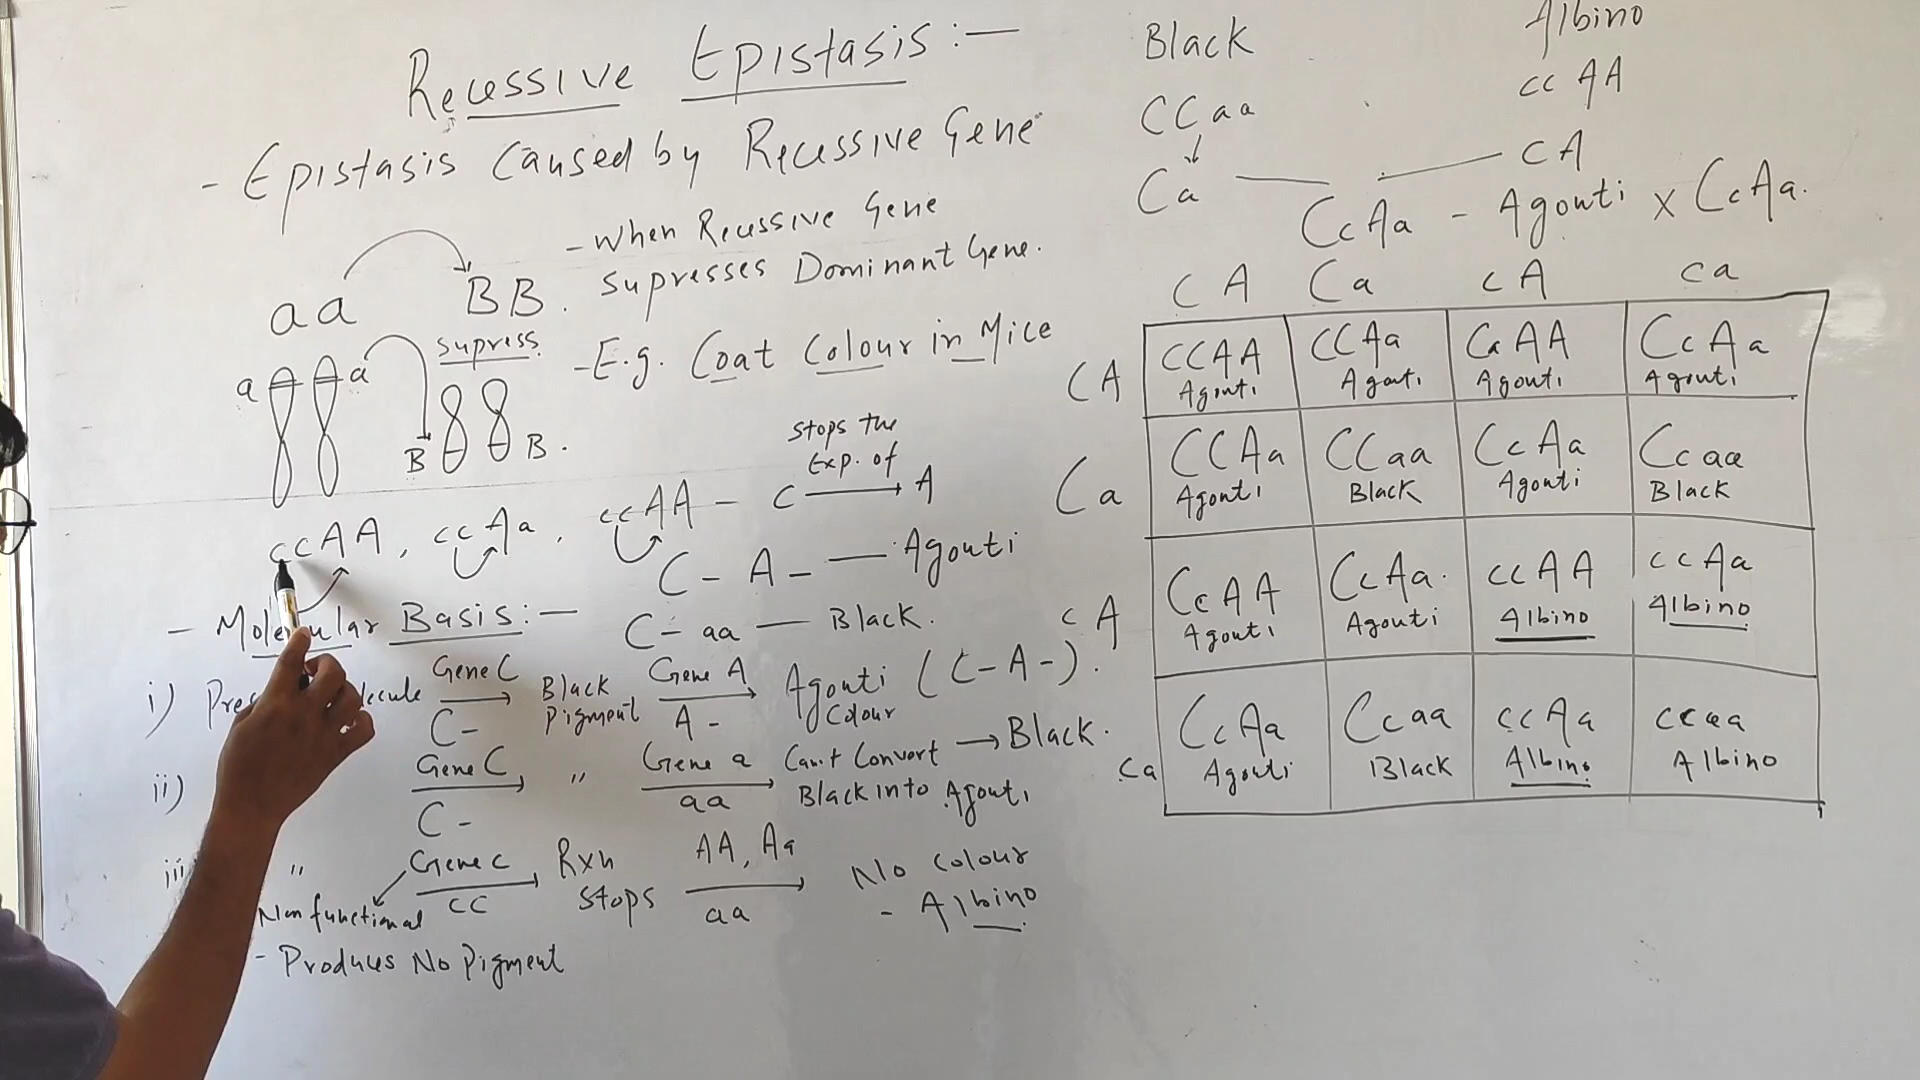 Recessive Epistasis :—
- Epistasis Caused by Recessive Gene
- When Recessive Gene
supresses Dominant Gene.
aa BB.
supress
a a
B B.
- E.g. Coat Colour in Mice
stops the
Exp. of
ccAA, ccAa, ccAA - c → A
C - A - — Agouti
- Molecular Basis :— C - aa — Black.
i) Gene C → Black Pigment Gene A → Agouti Colour (C - A -).
C - A -
ii) Gene C → " Gene a → Can't Convert → Black.
C - aa Black into Agouti
iii) " Gene c → Rxn stops AA, Aa → No colour
cc aa - Albino
Non functional
- Produces No Pigment
Black Albino
CCaa ccAA
Ca cA
CcAa - Agouti x CcAa.
CA Ca cA ca
CA CCAA CCAa CcAA CcAa
Agouti Agouti Agouti Agouti
Ca CCAa CCaa CcAa Ccaa
Agouti Black Agouti Black
cA CcAA CcAa. ccAA ccAa
Agouti Agouti Albino Albino
ca CcAa Ccaa ccAa ccaa
Agouti Black Albino Albino